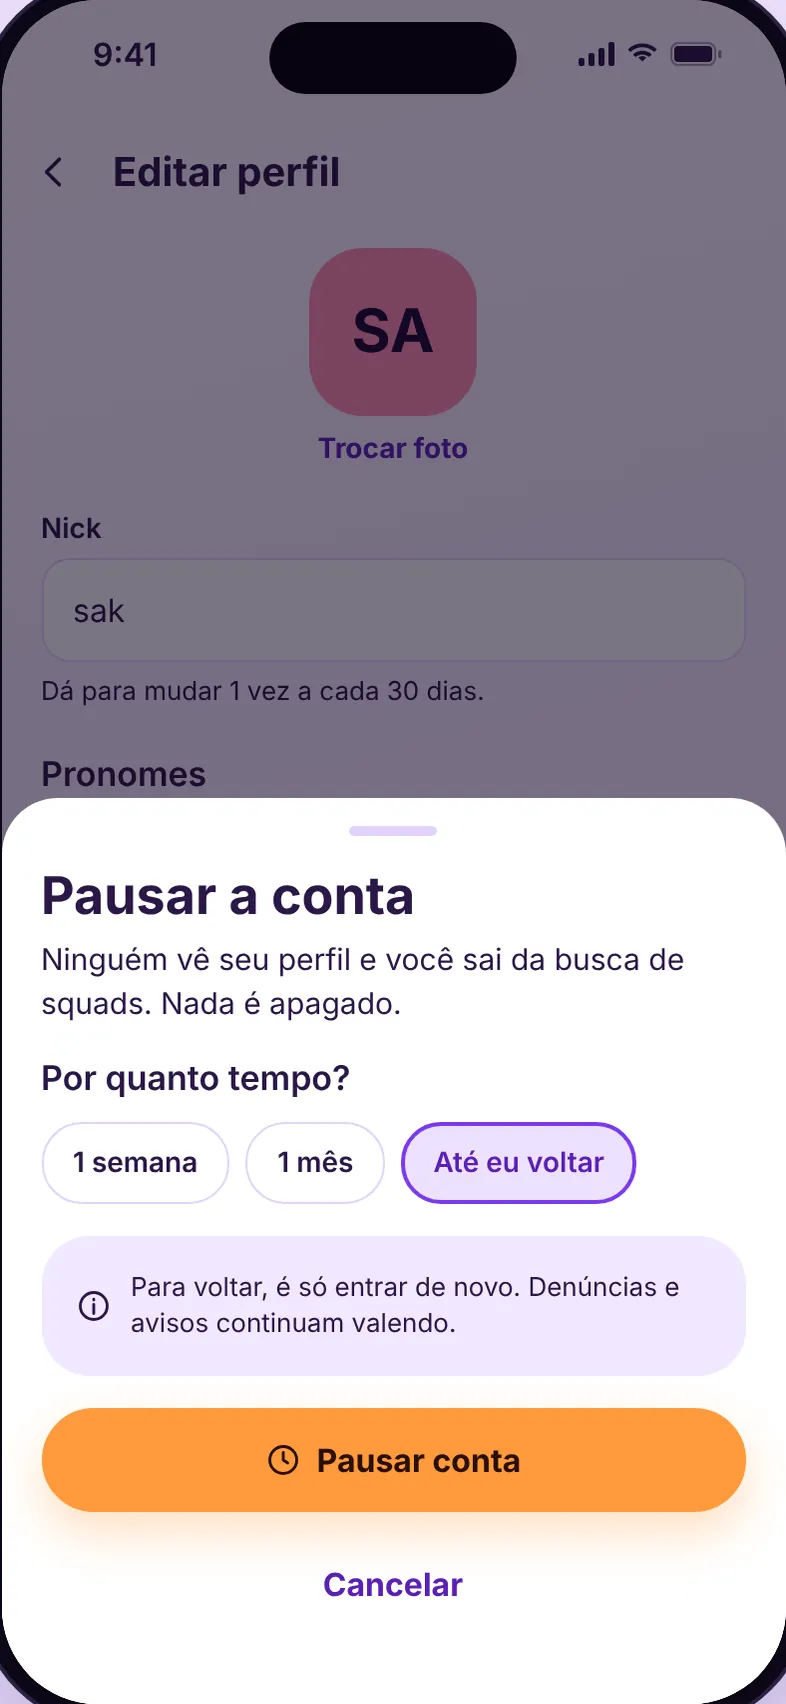 9:41
Editar perfil
SA
Trocar foto
Nick
sak
Dá para mudar 1 vez a cada 30 dias.
Pronomes
Pausar a conta
Ninguém vê seu perfil e você sai da busca de
squads. Nada é apagado.
Por quanto tempo?
1 semana
1 mês
Até eu voltar
Para voltar, é só entrar de novo. Denúncias e
avisos continuam valendo.
Pausar conta
Cancelar